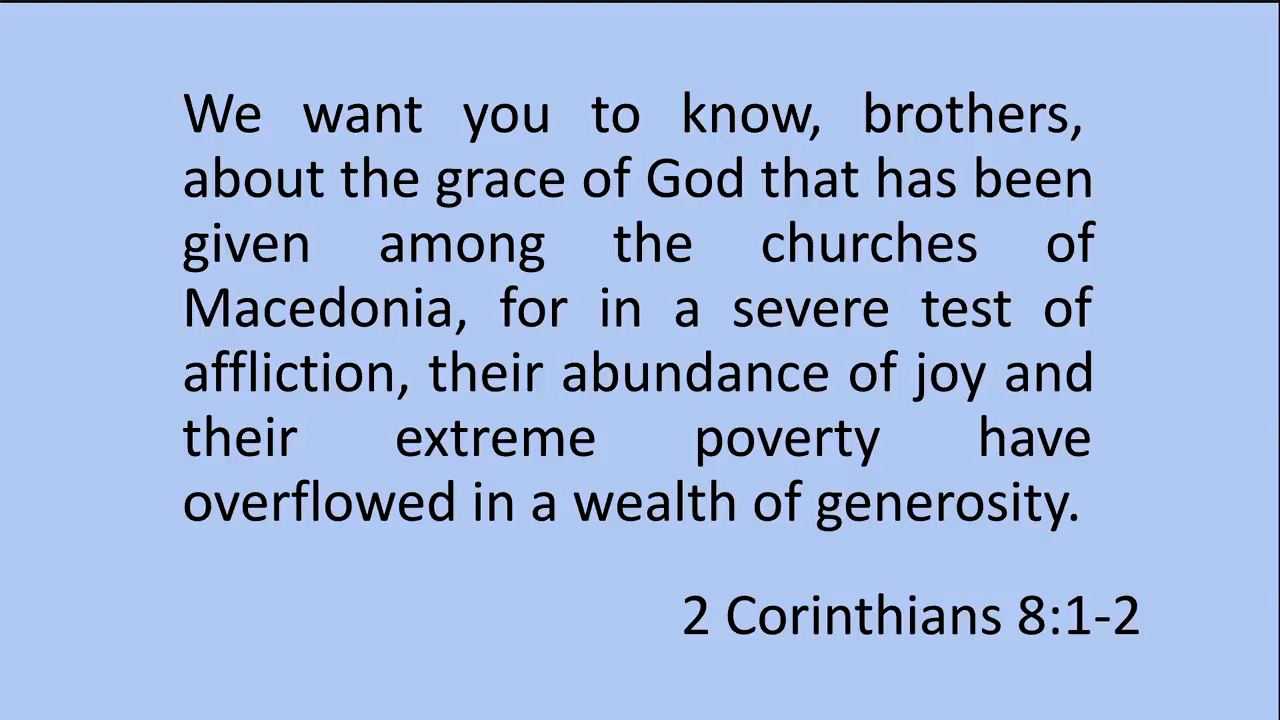 We want you to know, brothers,
about the grace of God that has been
given among the churches of
Macedonia, for in a severe test of
affliction, their abundance of joy and
their extreme poverty have
overflowed in a wealth of generosity.
2 Corinthians 8:1-2